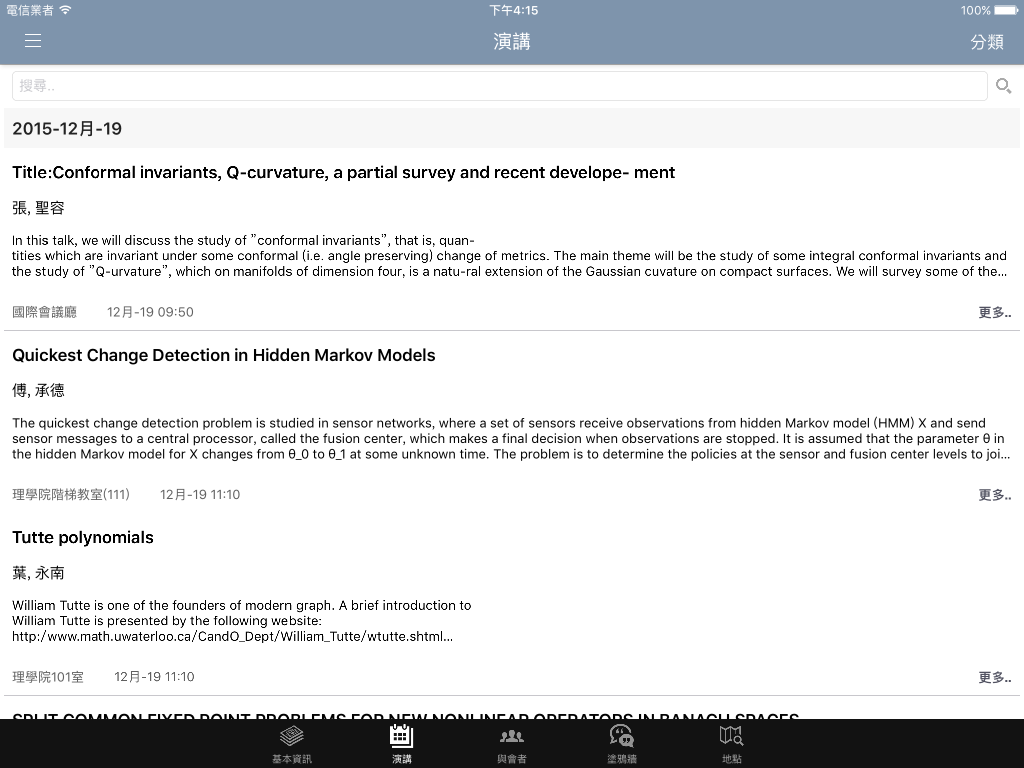 電信業者 下午4:15 100%
演講 分類
搜尋..
2015-12月-19
Title:Conformal invariants, Q-curvature, a partial survey and recent develope- ment
張, 聖容
In this talk, we will discuss the study of ”conformal invariants”, that is, quan-
tities which are invariant under some conformal (i.e. angle preserving) change of metrics. The main theme will be the study of some integral conformal invariants and
the study of ”Q-urvature”, which on manifolds of dimension four, is a natu-ral extension of the Gaussian cuvature on compact surfaces. We will survey some of the...
國際會議廳 12月-19 09:50 更多..
Quickest Change Detection in Hidden Markov Models
傅, 承德
The quickest change detection problem is studied in sensor networks, where a set of sensors receive observations from hidden Markov model (HMM) X and send
sensor messages to a central processor, called the fusion center, which makes a final decision when observations are stopped. It is assumed that the parameter θ in
the hidden Markov model for X changes from θ_0 to θ_1 at some unknown time. The problem is to determine the policies at the sensor and fusion center levels to joi...
理學院階梯教室(111) 12月-19 11:10 更多..
Tutte polynomials
葉, 永南
William Tutte is one of the founders of modern graph. A brief introduction to
William Tutte is presented by the following website:
http:/www.math.uwaterloo.ca/CandO_Dept/William_Tutte/wtutte.shtml...
理學院101室 12月-19 11:10 更多..
SPLIT COMMON FIXED POINT PROBLEMS FOR NEW NONLINEAR OPERATORS IN BANACH SPACES
基本資訊 演講 與會者 塗鴉牆 地點